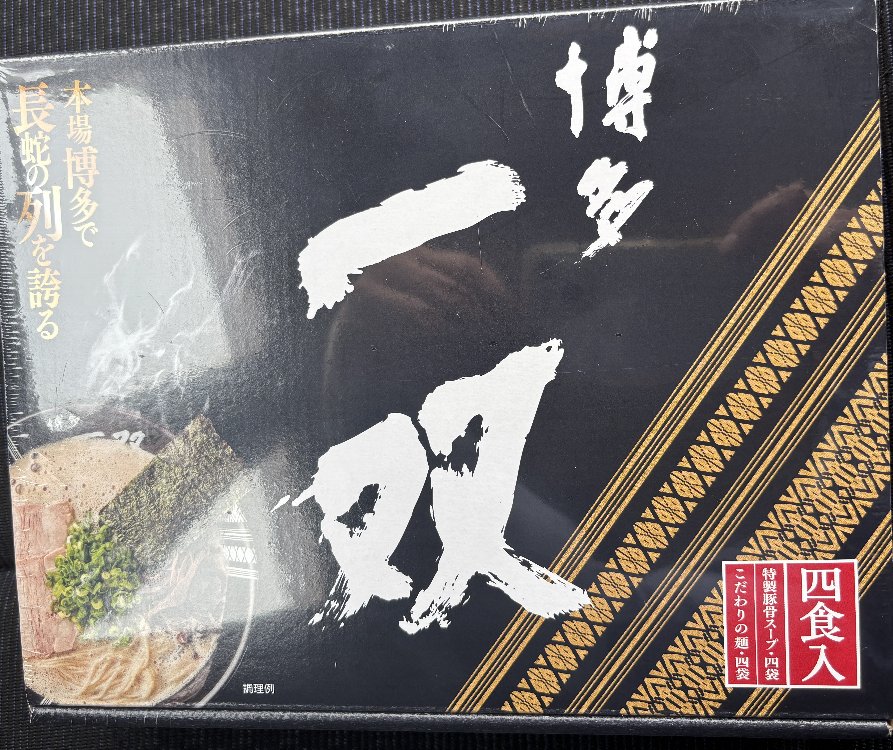 博多
一双
本場博多で
長蛇の列を誇る
一双
四食入
特製豚骨スープ・四袋
こだわりの麺・四袋
調理例